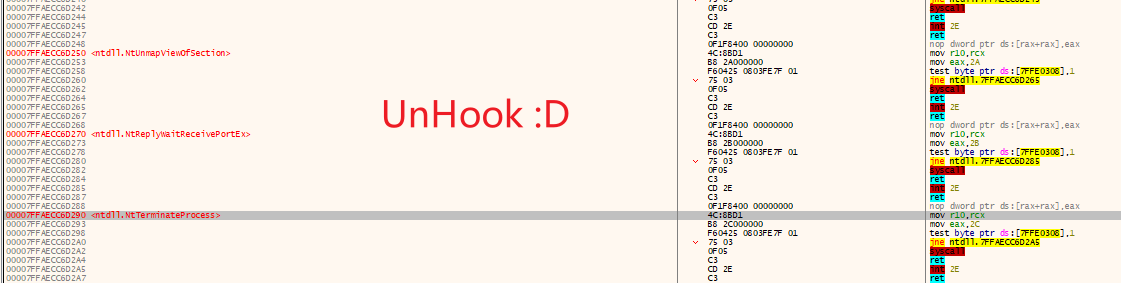 00007FFAECC6D242 0F05 syscall
00007FFAECC6D244 C3 ret
00007FFAECC6D245 CD 2E int 2E
00007FFAECC6D247 C3 ret
00007FFAECC6D248 0F1F8400 00000000 nop dword ptr ds:[rax+rax],eax
00007FFAECC6D250 <ntdll.NtUnmapViewOfSection> 4C:8BD1 mov r10,rcx
00007FFAECC6D253 B8 2A000000 mov eax,2A
00007FFAECC6D258 F60425 0803FE7F 01 test byte ptr ds:[7FFE0308],1
00007FFAECC6D260 75 03 jne ntdll.7FFAECC6D265
00007FFAECC6D262 0F05 syscall
00007FFAECC6D264 C3 ret
00007FFAECC6D265 CD 2E int 2E
00007FFAECC6D267 C3 ret
00007FFAECC6D268 0F1F8400 00000000 nop dword ptr ds:[rax+rax],eax
UnHook :D
00007FFAECC6D270 <ntdll.NtReplyWaitReceivePortEx> 4C:8BD1 mov r10,rcx
00007FFAECC6D273 B8 2B000000 mov eax,2B
00007FFAECC6D278 F60425 0803FE7F 01 test byte ptr ds:[7FFE0308],1
00007FFAECC6D280 75 03 jne ntdll.7FFAECC6D285
00007FFAECC6D282 0F05 syscall
00007FFAECC6D284 C3 ret
00007FFAECC6D285 CD 2E int 2E
00007FFAECC6D287 C3 ret
00007FFAECC6D288 0F1F8400 00000000 nop dword ptr ds:[rax+rax],eax
00007FFAECC6D290 <ntdll.NtTerminateProcess> 4C:8BD1 mov r10,rcx
00007FFAECC6D293 B8 2C000000 mov eax,2C
00007FFAECC6D298 F60425 0803FE7F 01 test byte ptr ds:[7FFE0308],1
00007FFAECC6D2A0 75 03 jne ntdll.7FFAECC6D2A5
00007FFAECC6D2A2 0F05 syscall
00007FFAECC6D2A4 C3 ret
00007FFAECC6D2A5 CD 2E int 2E
00007FFAECC6D2A7 C3 ret